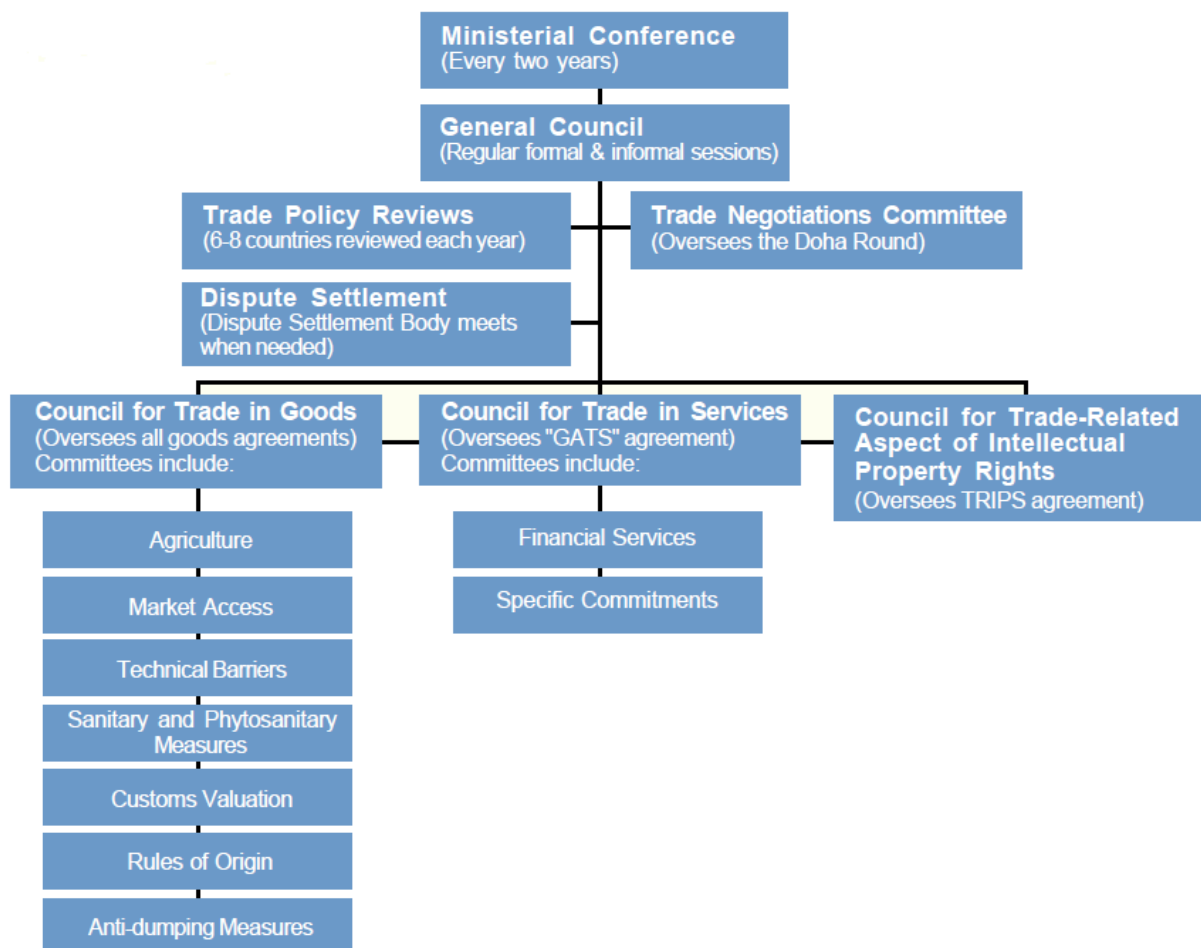 Ministerial Conference
(Every two years)
General Council
(Regular formal & informal sessions)
Trade Policy Reviews
(6-8 countries reviewed each year)
Trade Negotiations Committee
(Oversees the Doha Round)
Dispute Settlement
(Dispute Settlement Body meets
when needed)
Council for Trade in Goods
(Oversees all goods agreements)
Committees include:
Council for Trade in Services
(Oversees "GATS" agreement)
Committees include:
Council for Trade-Related
Aspect of Intellectual
Property Rights
(Oversees TRIPS agreement)
Agriculture
Market Access
Technical Barriers
Sanitary and Phytosanitary
Measures
Customs Valuation
Rules of Origin
Anti-dumping Measures
Financial Services
Specific Commitments